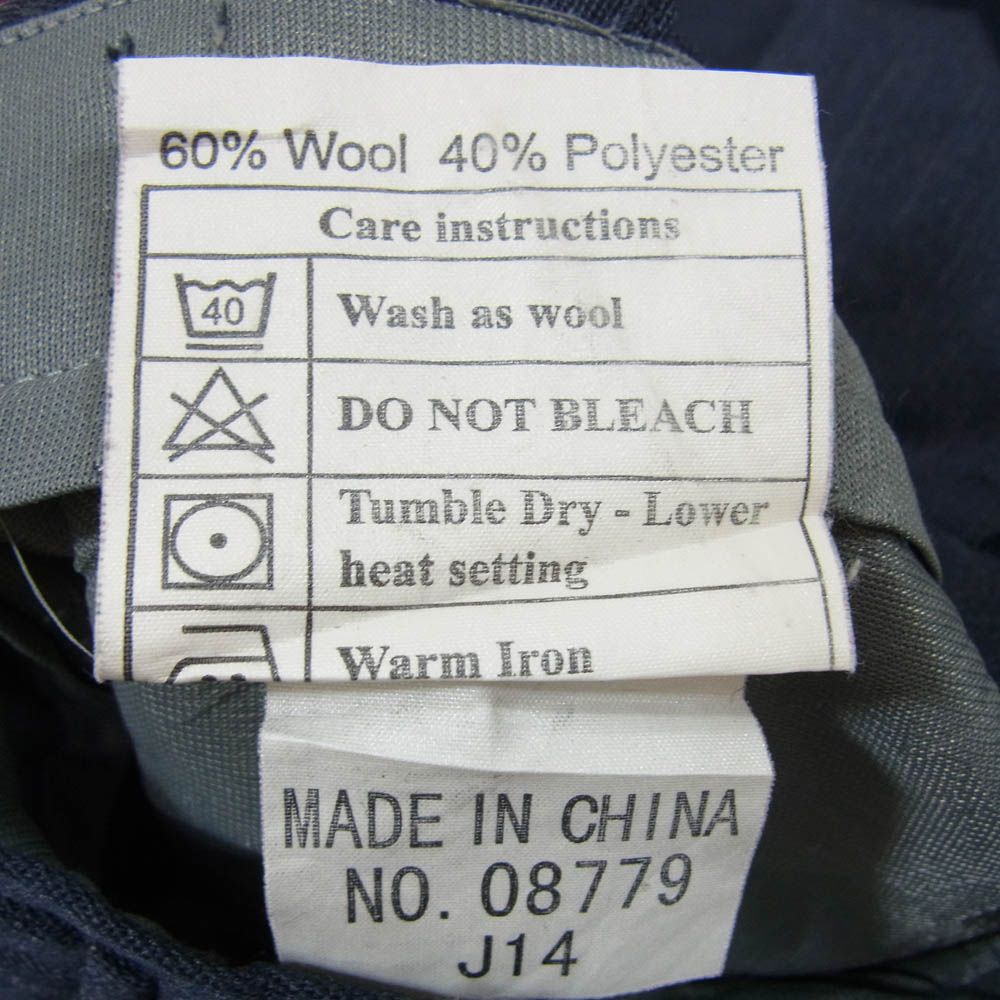 60% Wool 40% Polyester
Care instructions
40
Wash as wool
DO NOT BLEACH
Tumble Dry - Lower
heat setting
Warm Iron
MADE IN CHINA
NO. 08779
J14